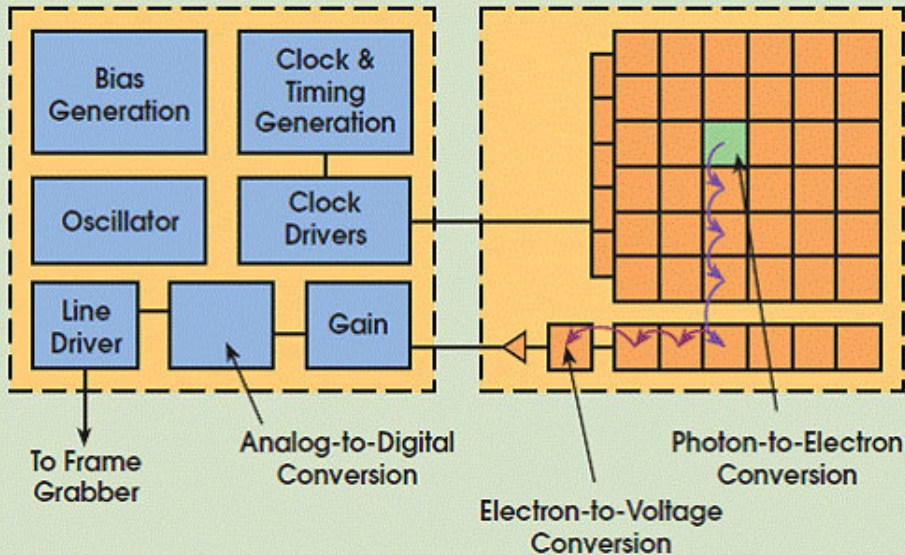 Bias
Generation
Clock &
Timing
Generation
Oscillator
Clock
Drivers
Line
Driver
Gain
To Frame
Grabber
Analog-to-Digital
Conversion
Electron-to-Voltage
Conversion
Photon-to-Electron
Conversion